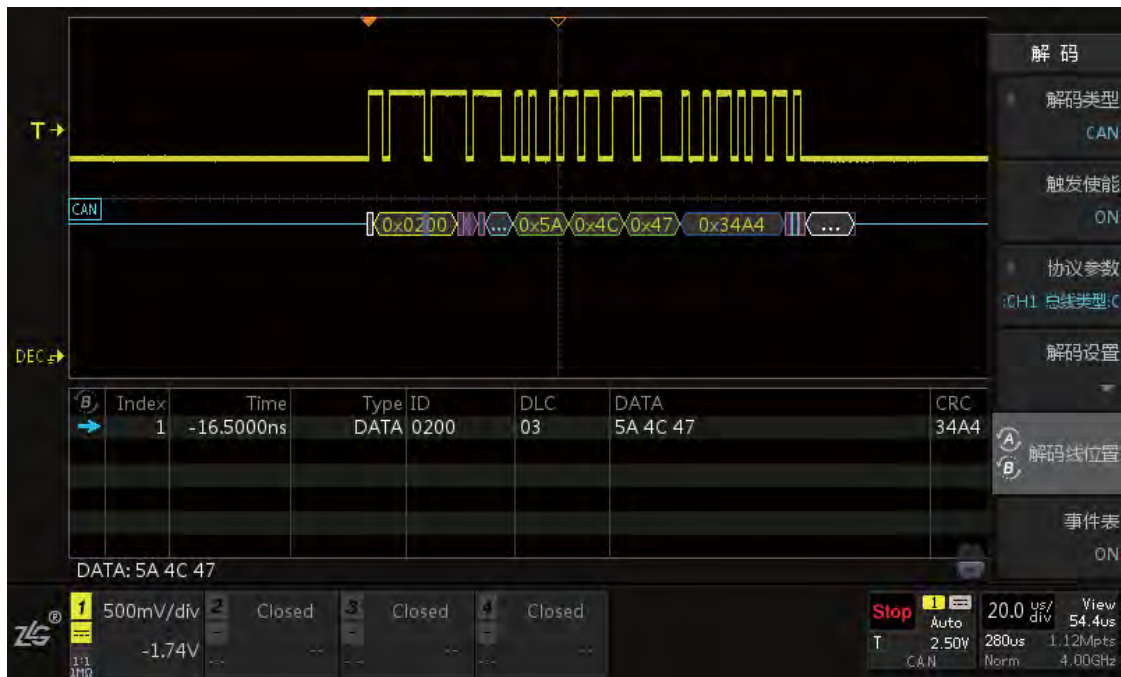 解 码
解码类型
CAN
触发使能
ON
协议参数
:CH1 总线类型:C
解码设置
A
B
解码线位置
事件表
ON
T
CAN
0x0200 ... 0x5A 0x4C 0x47 0x34A4 ...
DEC
B Index Time Type ID DLC DATA CRC
1 -16.5000ns DATA 0200 03 5A 4C 47 34A4
DATA: 5A 4C 47
ZLG®
1 500mV/div -1.74V 1:1 1MΩ
2 Closed --
3 Closed --
4 Closed --
Stop 1 Auto
T 2.50V
CAN
20.0 us/div View 54.4us
280us 1.12Mpts
Norm 4.00GHz